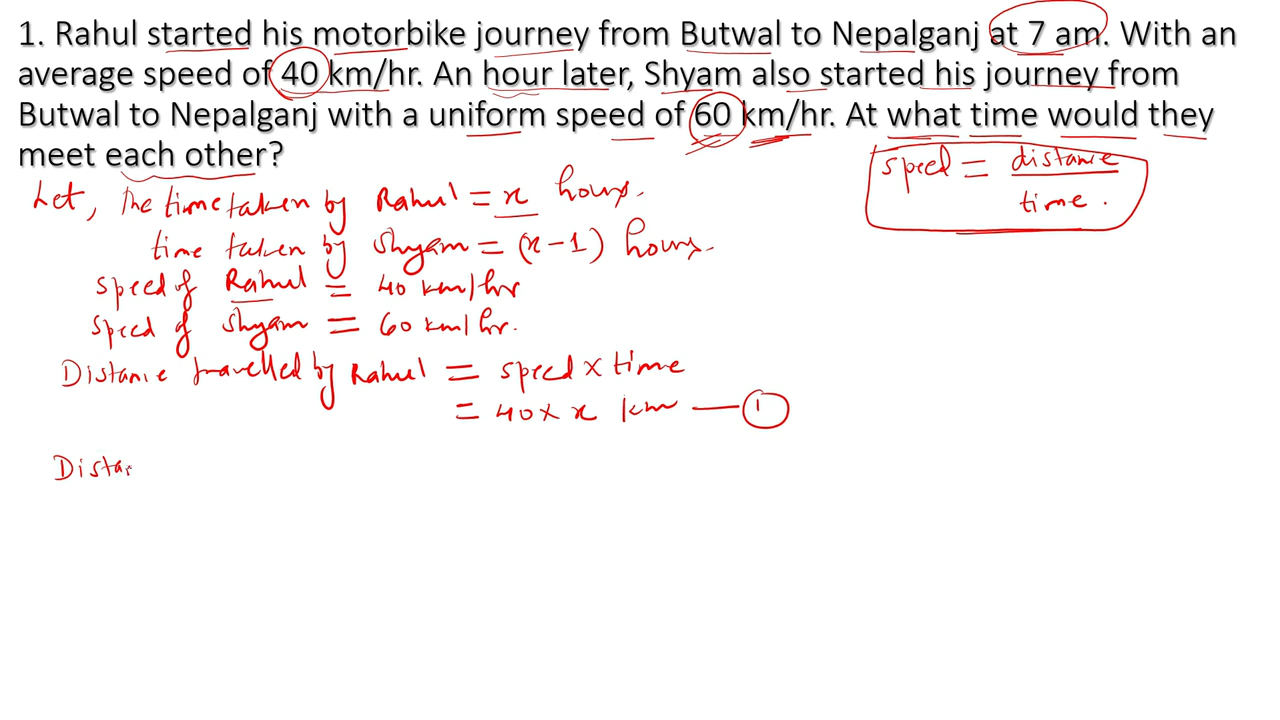 1. Rahul started his motorbike journey from Butwal to Nepalganj at 7 am. With an
average speed of 40 km/hr. An hour later, Shyam also started his journey from
Butwal to Nepalganj with a uniform speed of 60 km/hr. At what time would they
meet each other?
speed = distance
time.
Let, The time taken by Rahul = x hours.
time taken by Shyam = (x-1) hours.
speed of Rahul = 40 km/hr
speed of Shyam = 60 km/hr.
Distance travelled by Rahul = speed x time
= 40 x x km — 1
Distan